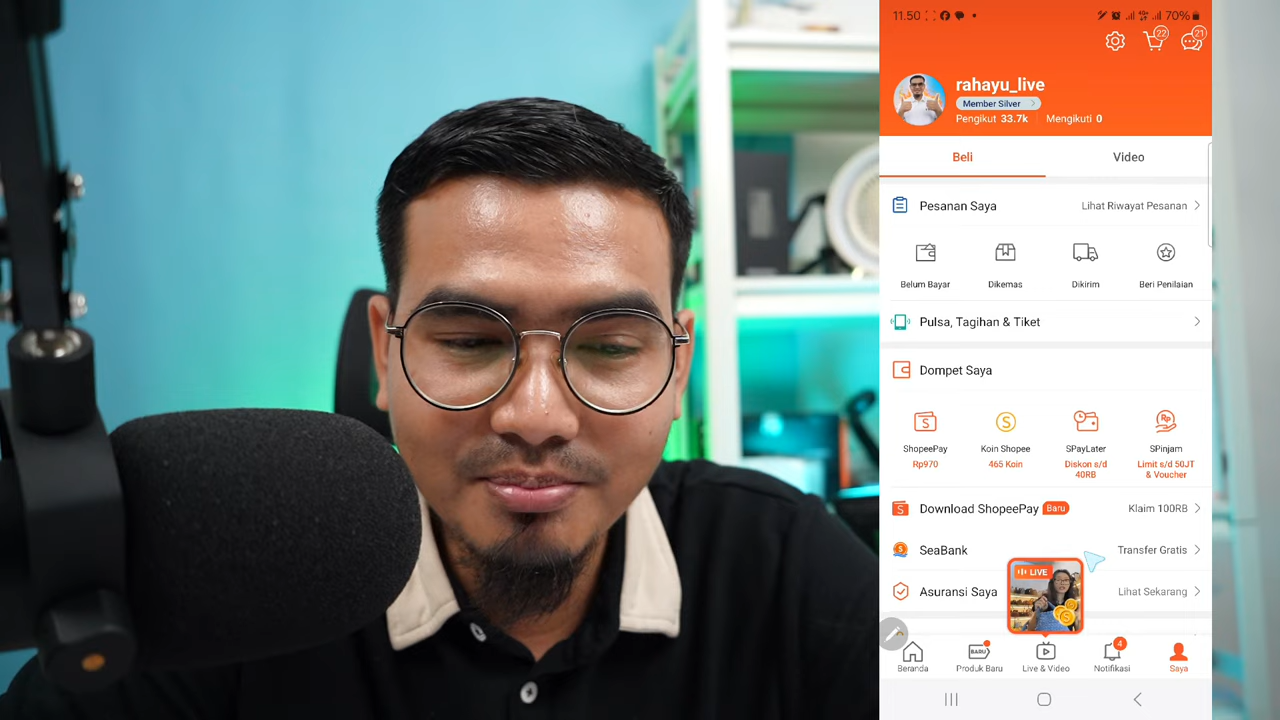 11.50
4G+
70%
22
21
rahayu_live
Member Silver
Pengikut 33.7k
Mengikuti 0
Beli
Video
Pesanan Saya
Lihat Riwayat Pesanan
Belum Bayar
Dikemas
Dikirim
Beri Penilaian
Pulsa, Tagihan & Tiket
Dompet Saya
S
S
Rp
ShopeePay
Koin Shopee
SPayLater
SPinjam
Rp970
465 Koin
Diskon s/d
40RB
Limit s/d 50JT
& Voucher
S
Download ShopeePay
Baru
Klaim 100RB
S
SeaBank
Transfer Gratis
LIVE
Asuransi Saya
Lihat Sekarang
S
BARU
4
Beranda
Produk Baru
Live & Video
Notifikasi
Saya